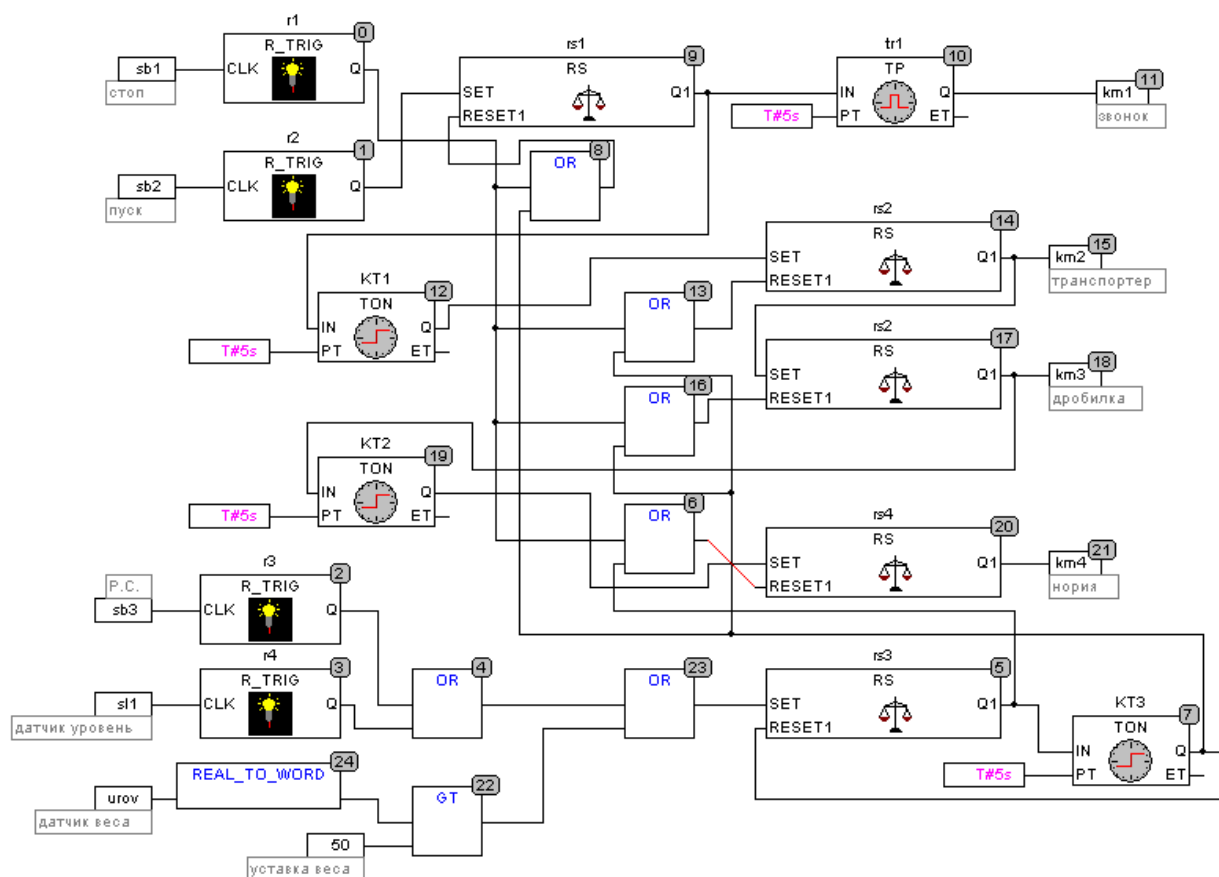 r1
0
R_TRIG
sb1
CLK
Q
стоп
rs1
9
RS
SET
Q1
RESET1
tr1
10
TP
IN
Q
T#5s
PT
ET
11
km1
звонок
r2
1
R_TRIG
sb2
CLK
Q
пуск
8
OR
rs2
14
RS
SET
Q1
RESET1
15
km2
транспортер
KT1
12
TON
IN
Q
T#5s
PT
ET
13
OR
rs2
17
RS
SET
Q1
RESET1
18
km3
дробилка
16
OR
KT2
19
TON
IN
Q
T#5s
PT
ET
6
OR
rs4
20
RS
SET
Q1
RESET1
21
km4
нория
r3
2
R_TRIG
Р.С.
sb3
CLK
Q
r4
3
R_TRIG
sl1
CLK
Q
датчик уровень
4
OR
23
OR
rs3
5
RS
SET
Q1
RESET1
KT3
7
TON
IN
Q
T#5s
PT
ET
24
REAL_TO_WORD
urov
датчик веса
22
GT
50
уставка веса